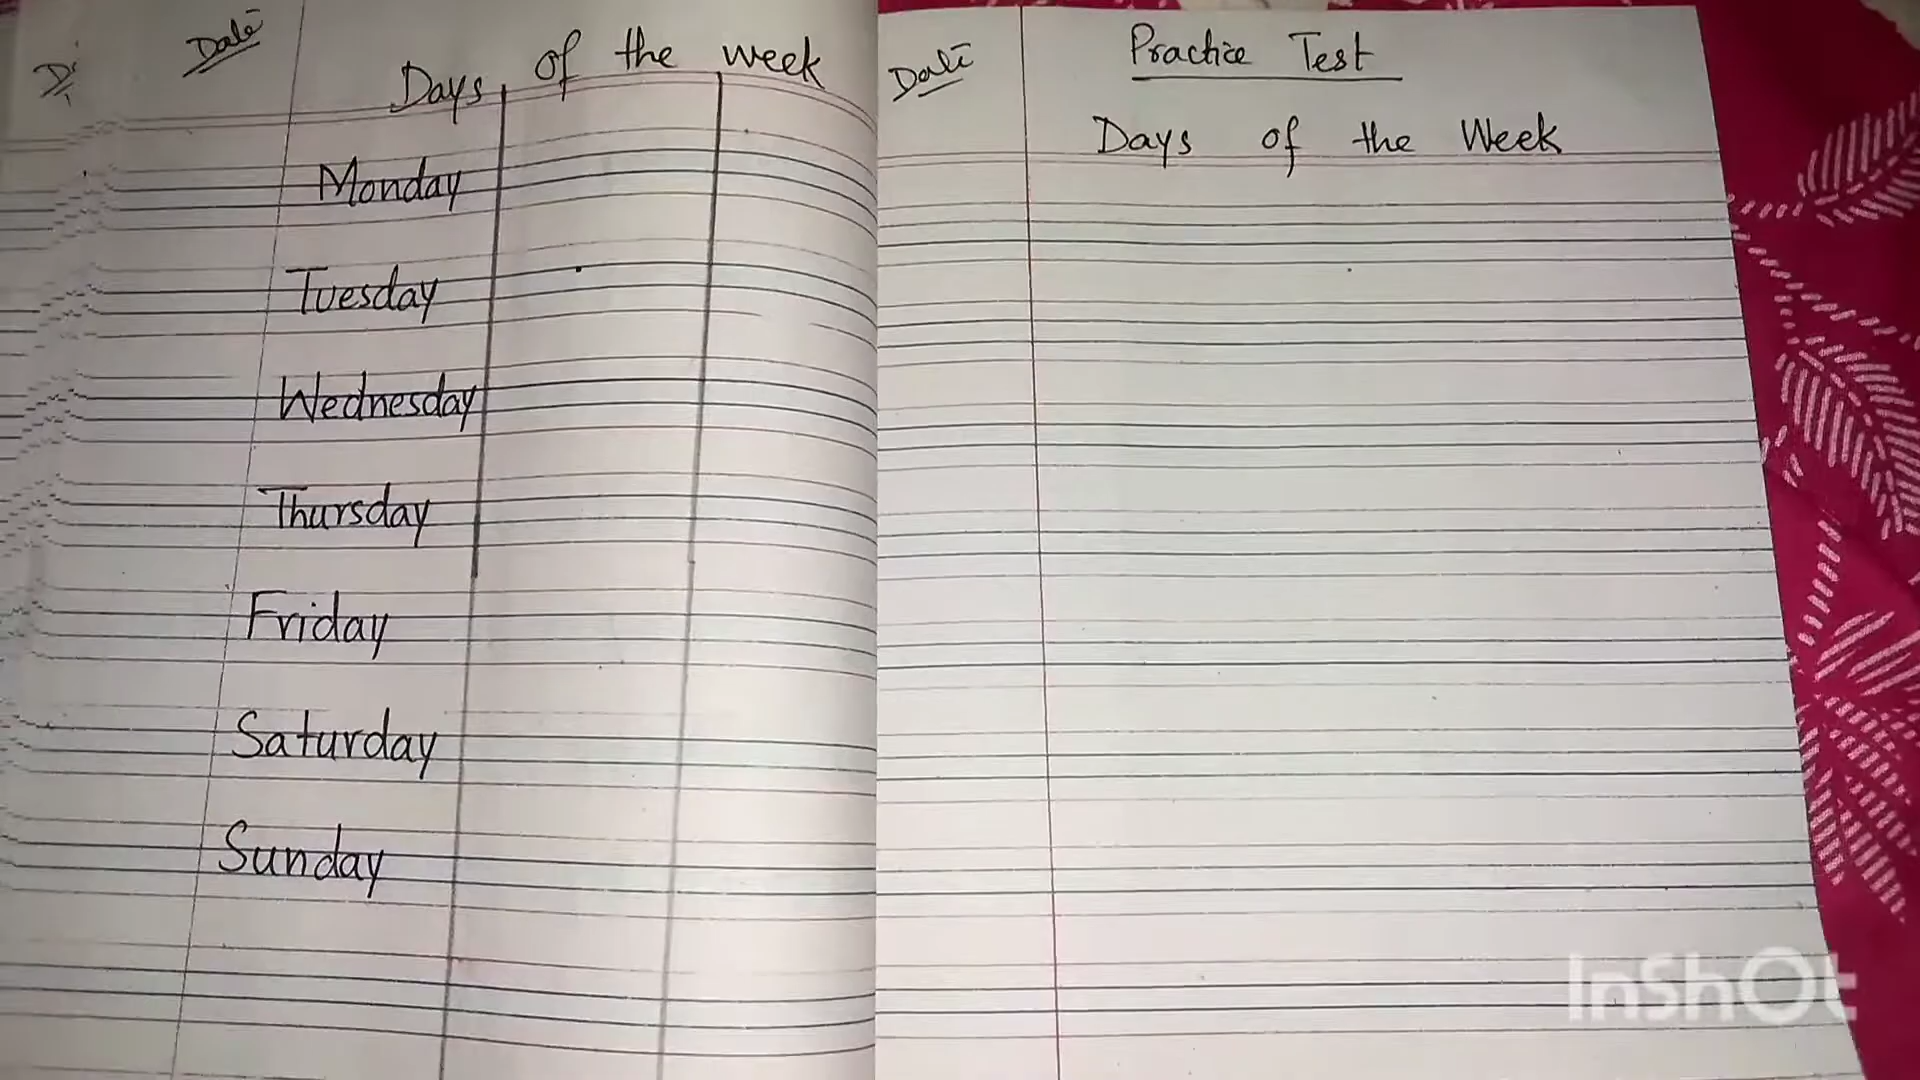 Date
Days of the week
Monday
Tuesday
Wednesday
Thursday
Friday
Saturday
Sunday
Date
Practice Test
Days of the Week
InShOt